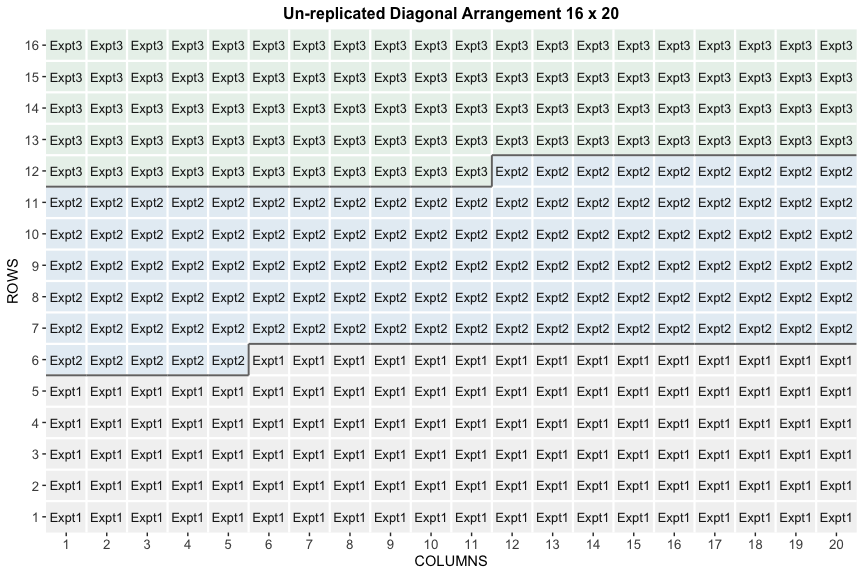 Un-replicated Diagonal Arrangement 16 x 20
16 Expt3 Expt3 Expt3 Expt3 Expt3 Expt3 Expt3 Expt3 Expt3 Expt3 Expt3 Expt3 Expt3 Expt3 Expt3 Expt3 Expt3 Expt3 Expt3 Expt3
15 Expt3 Expt3 Expt3 Expt3 Expt3 Expt3 Expt3 Expt3 Expt3 Expt3 Expt3 Expt3 Expt3 Expt3 Expt3 Expt3 Expt3 Expt3 Expt3 Expt3
14 Expt3 Expt3 Expt3 Expt3 Expt3 Expt3 Expt3 Expt3 Expt3 Expt3 Expt3 Expt3 Expt3 Expt3 Expt3 Expt3 Expt3 Expt3 Expt3 Expt3
13 Expt3 Expt3 Expt3 Expt3 Expt3 Expt3 Expt3 Expt3 Expt3 Expt3 Expt3 Expt3 Expt3 Expt3 Expt3 Expt3 Expt3 Expt3 Expt3 Expt3
12 Expt3 Expt3 Expt3 Expt3 Expt3 Expt3 Expt3 Expt3 Expt3 Expt3 Expt3 Expt2 Expt2 Expt2 Expt2 Expt2 Expt2 Expt2 Expt2 Expt2
11 Expt2 Expt2 Expt2 Expt2 Expt2 Expt2 Expt2 Expt2 Expt2 Expt2 Expt2 Expt2 Expt2 Expt2 Expt2 Expt2 Expt2 Expt2 Expt2 Expt2
10 Expt2 Expt2 Expt2 Expt2 Expt2 Expt2 Expt2 Expt2 Expt2 Expt2 Expt2 Expt2 Expt2 Expt2 Expt2 Expt2 Expt2 Expt2 Expt2 Expt2
9 Expt2 Expt2 Expt2 Expt2 Expt2 Expt2 Expt2 Expt2 Expt2 Expt2 Expt2 Expt2 Expt2 Expt2 Expt2 Expt2 Expt2 Expt2 Expt2 Expt2
8 Expt2 Expt2 Expt2 Expt2 Expt2 Expt2 Expt2 Expt2 Expt2 Expt2 Expt2 Expt2 Expt2 Expt2 Expt2 Expt2 Expt2 Expt2 Expt2 Expt2
7 Expt2 Expt2 Expt2 Expt2 Expt2 Expt2 Expt2 Expt2 Expt2 Expt2 Expt2 Expt2 Expt2 Expt2 Expt2 Expt2 Expt2 Expt2 Expt2 Expt2
6 Expt2 Expt2 Expt2 Expt2 Expt2 Expt1 Expt1 Expt1 Expt1 Expt1 Expt1 Expt1 Expt1 Expt1 Expt1 Expt1 Expt1 Expt1 Expt1 Expt1
5 Expt1 Expt1 Expt1 Expt1 Expt1 Expt1 Expt1 Expt1 Expt1 Expt1 Expt1 Expt1 Expt1 Expt1 Expt1 Expt1 Expt1 Expt1 Expt1 Expt1
4 Expt1 Expt1 Expt1 Expt1 Expt1 Expt1 Expt1 Expt1 Expt1 Expt1 Expt1 Expt1 Expt1 Expt1 Expt1 Expt1 Expt1 Expt1 Expt1 Expt1
3 Expt1 Expt1 Expt1 Expt1 Expt1 Expt1 Expt1 Expt1 Expt1 Expt1 Expt1 Expt1 Expt1 Expt1 Expt1 Expt1 Expt1 Expt1 Expt1 Expt1
2 Expt1 Expt1 Expt1 Expt1 Expt1 Expt1 Expt1 Expt1 Expt1 Expt1 Expt1 Expt1 Expt1 Expt1 Expt1 Expt1 Expt1 Expt1 Expt1 Expt1
1 Expt1 Expt1 Expt1 Expt1 Expt1 Expt1 Expt1 Expt1 Expt1 Expt1 Expt1 Expt1 Expt1 Expt1 Expt1 Expt1 Expt1 Expt1 Expt1 Expt1
ROWS
1 2 3 4 5 6 7 8 9 10 11 12 13 14 15 16 17 18 19 20
COLUMNS